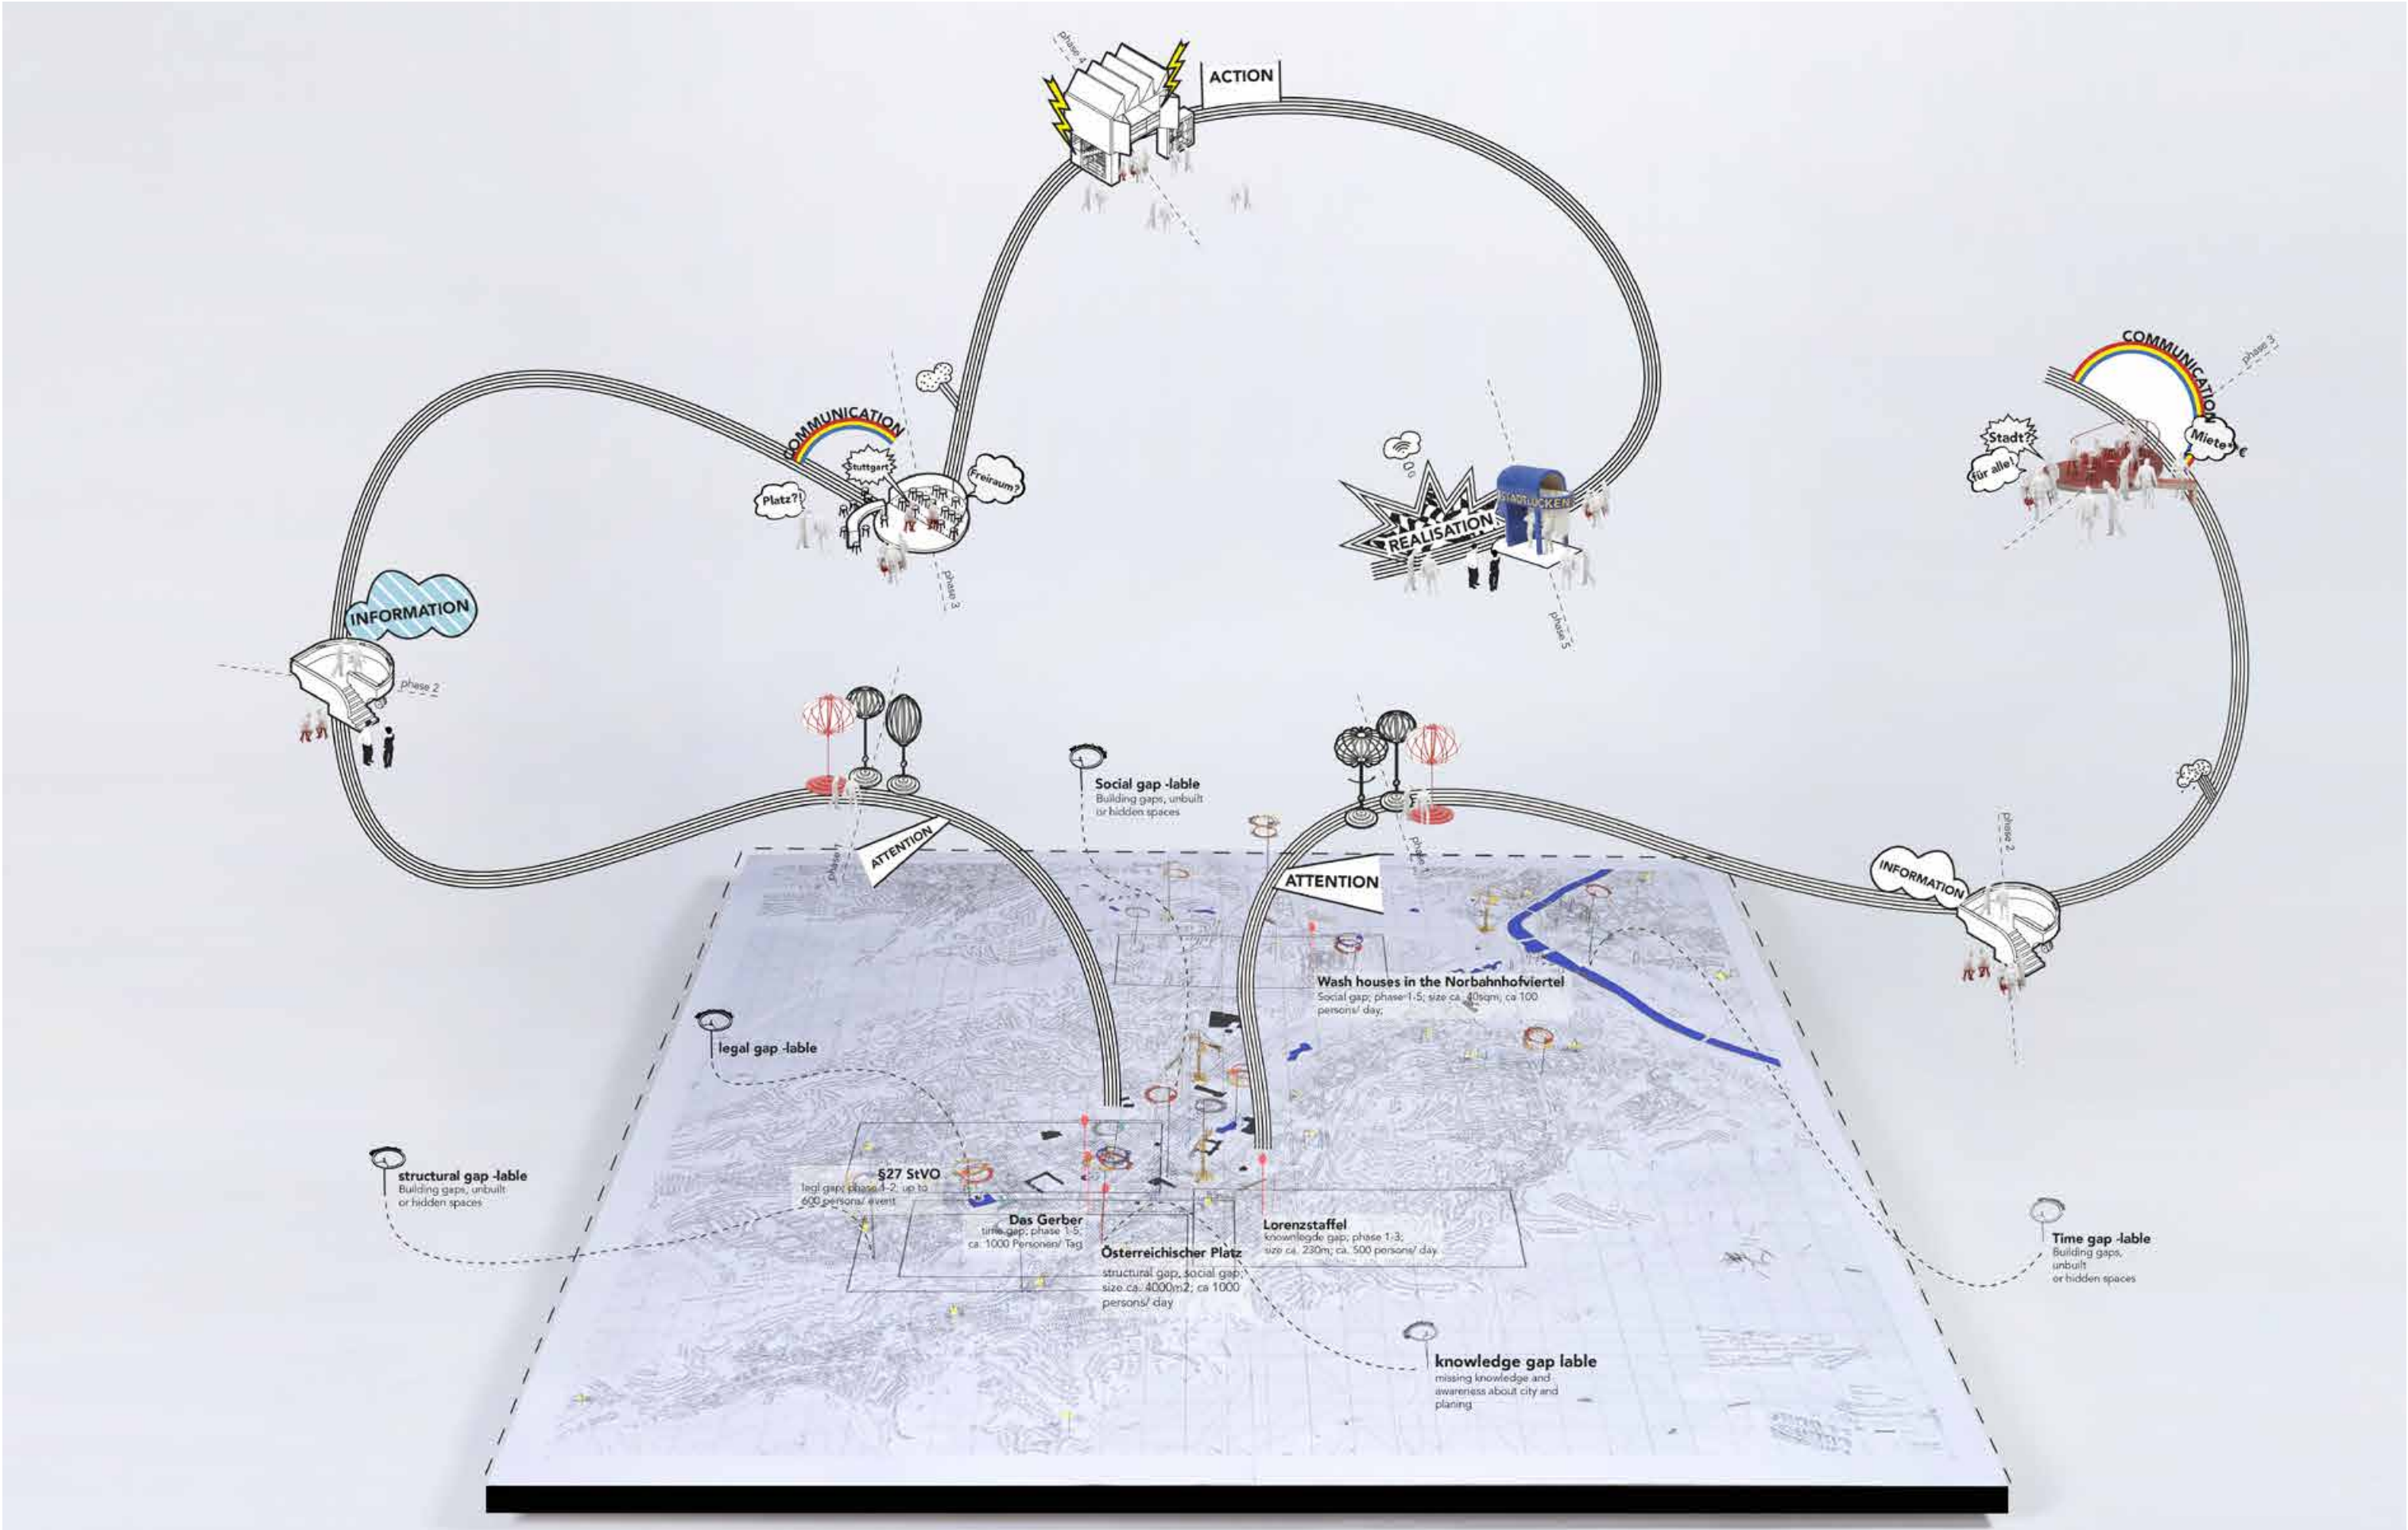 phase 4
ACTION
COMMUNICATION
phase 3
Stadt?
für alle!
Miete*
€
COMMUNICATION
Stuttgart
Platz?!
Freiraum?
phase 3
STADTLÜCKEN
REALISATION
phase 5
INFORMATION
phase 2
Social gap -lable
Building gaps, unbuilt
or hidden spaces
ATTENTION
phase 1
ATTENTION
phase
INFORMATION
phase 2
Wash houses in the Norbahnhofviertel
Social gap; phase 1-5; size ca. 40sqm; ca 100
persons/ day;
legal gap -lable
structural gap -lable
Building gaps, unbuilt
or hidden spaces
§27 StVO
legl gap; phase 1-2; up to
600 persons/ event
Das Gerber
time gap; phase 1-5;
ca. 1000 Personen/ Tag
Österreichischer Platz
structural gap, social gap;
size ca. 4000m2; ca 1000
persons/ day
Lorenzstaffel
knownlegde gap; phase 1-3;
size ca. 230m; ca. 500 persons/ day
Time gap -lable
Building gaps,
unbuilt
or hidden spaces
knowledge gap lable
missing knowledge and
awareness about city and
planing